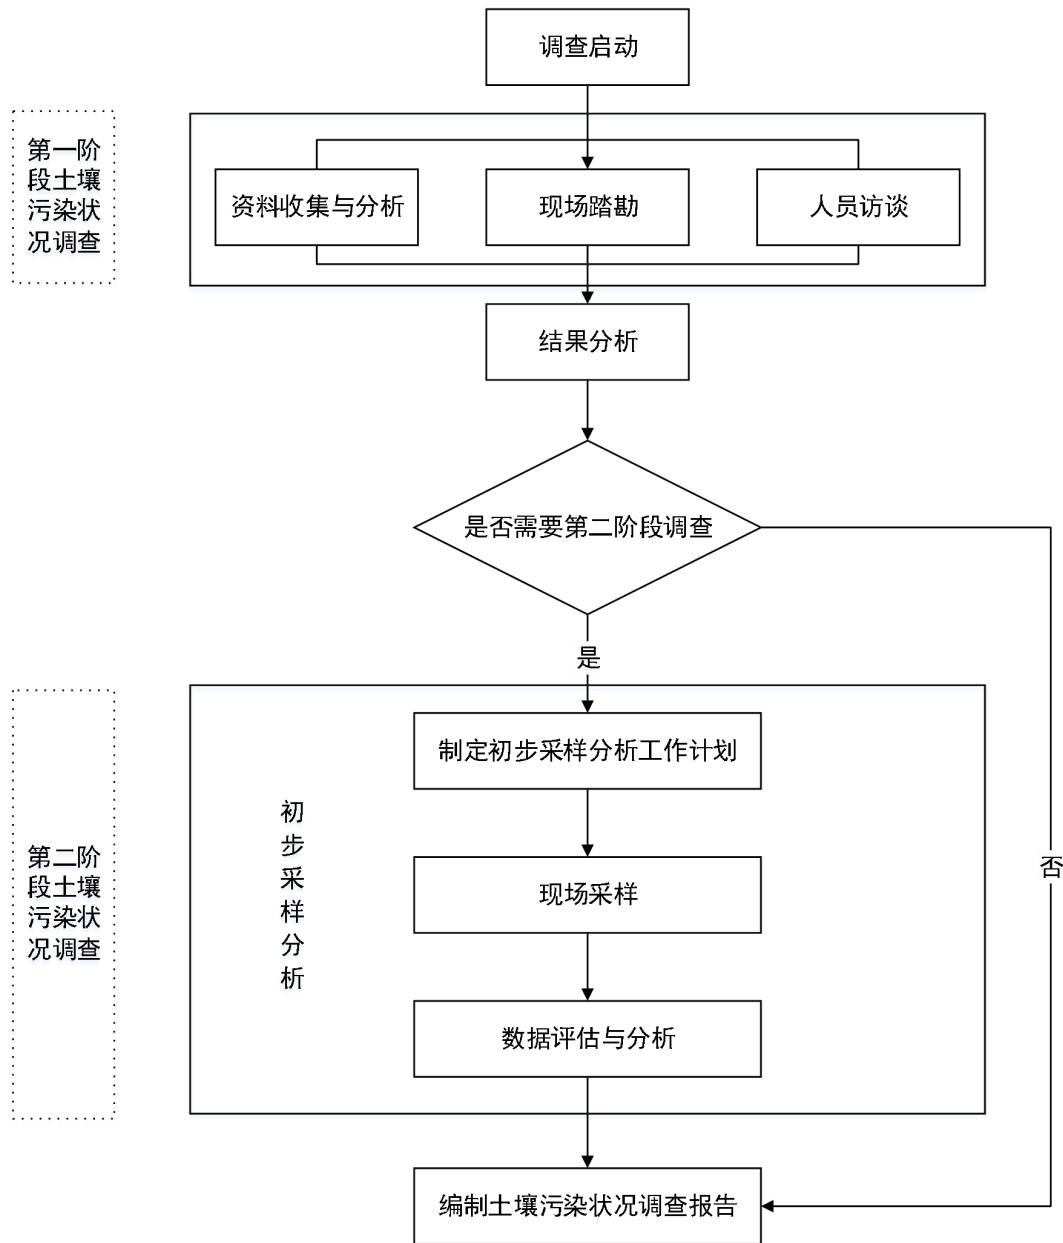 调查启动
第一阶
段土壤
污染状
况调查
资料收集与分析
现场踏勘
人员访谈
结果分析
是否需要第二阶段调查
是
制定初步采样分析工作计划
初
步
采
样
分
析
第二阶
段土壤
污染状
况调查
否
现场采样
数据评估与分析
编制土壤污染状况调查报告